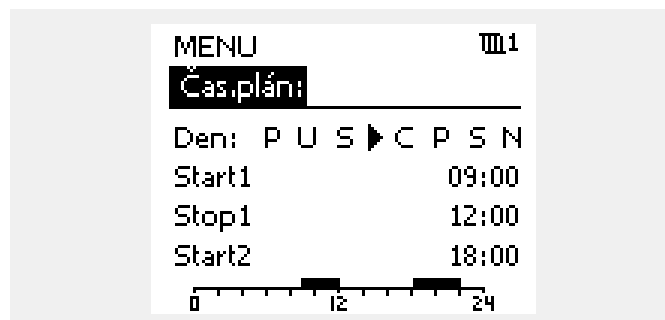 MENU 1
Čas.plán:
Den: P U S C P S N
Start1 09:00
Stop1 12:00
Start2 18:00
0 12 24